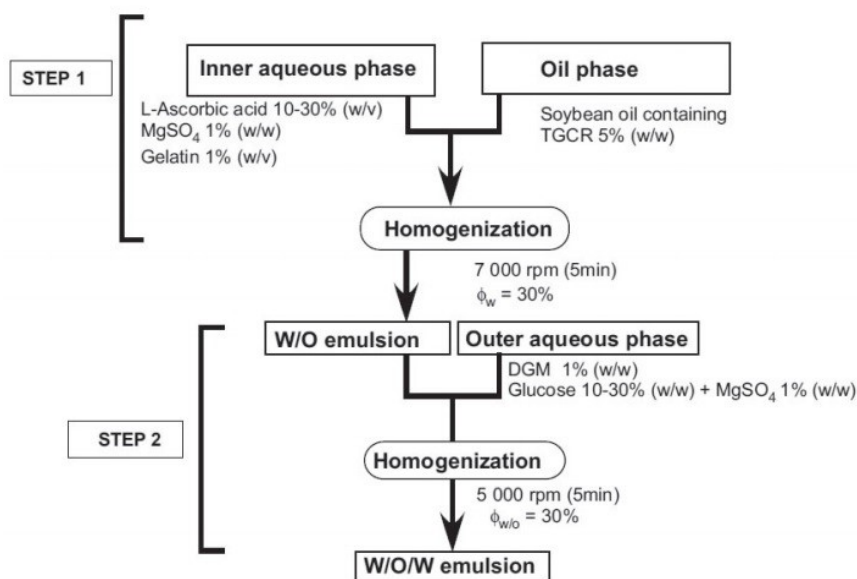 STEP 1
Inner aqueous phase
Oil phase
L-Ascorbic acid 10-30% (w/v)
MgSO₄ 1% (w/w)
Gelatin 1% (w/v)
Soybean oil containing
TGCR 5% (w/w)
Homogenization
7 000 rpm (5min)
ϕw = 30%
STEP 2
W/O emulsion
Outer aqueous phase
DGM 1% (w/w)
Glucose 10-30% (w/w) + MgSO₄ 1% (w/w)
Homogenization
5 000 rpm (5min)
ϕw/o = 30%
W/O/W emulsion